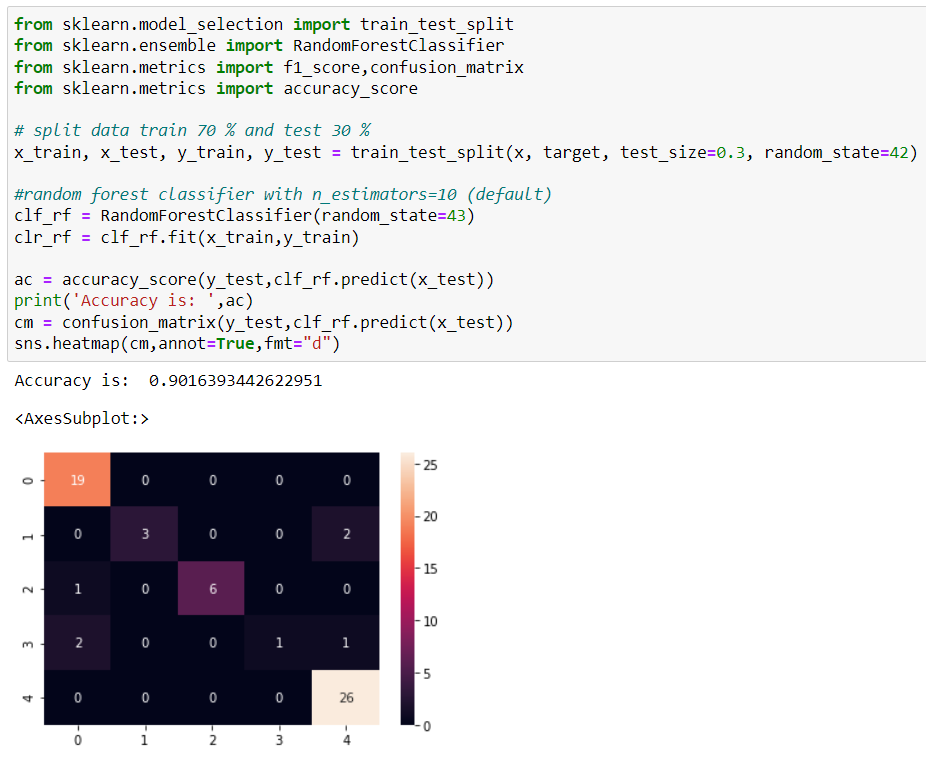 from sklearn.model_selection import train_test_split
from sklearn.ensemble import RandomForestClassifier
from sklearn.metrics import f1_score,confusion_matrix
from sklearn.metrics import accuracy_score
# split data train 70 % and test 30 %
x_train, x_test, y_train, y_test = train_test_split(x, target, test_size=0.3, random_state=42)
#random forest classifier with n_estimators=10 (default)
clf_rf = RandomForestClassifier(random_state=43)
clr_rf = clf_rf.fit(x_train,y_train)
ac = accuracy_score(y_test,clf_rf.predict(x_test))
print('Accuracy is: ',ac)
cm = confusion_matrix(y_test,clf_rf.predict(x_test))
sns.heatmap(cm,annot=True,fmt="d")
Accuracy is:  0.9016393442622951
<AxesSubplot:>
0 19 0 0 0 0
1 0 3 0 0 2
2 1 0 6 0 0
3 2 0 0 1 1
4 0 0 0 0 26
0 1 2 3 4
25
20
15
10
5
0